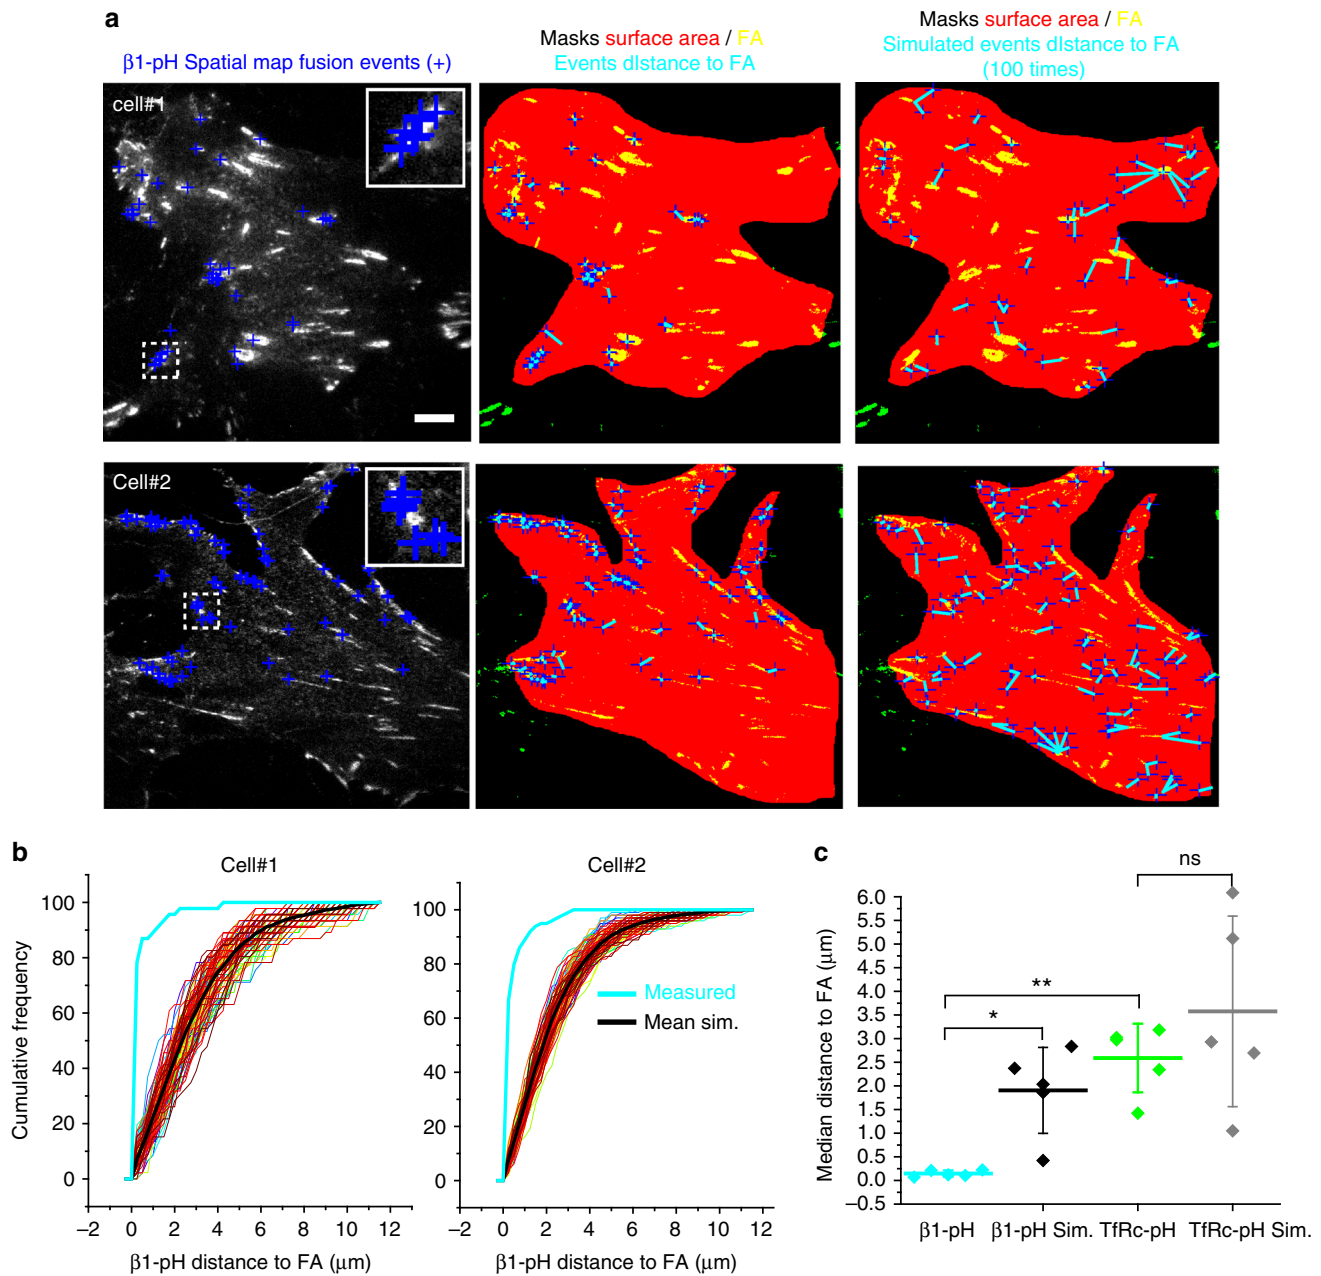 a
β1-pH Spatial map fusion events (+)
Masks surface area / FA
Events distance to FA
Masks surface area / FA
Simulated events distance to FA
(100 times)
cell#1
Cell#2
b
Cell#1
Cumulative frequency
100
80
60
40
20
0
−2 0 2 4 6 8 10 12
β1-pH distance to FA (μm)
Cell#2
100
80
60
40
20
0
Measured
Mean sim.
−2 0 2 4 6 8 10 12
β1-pH distance to FA (μm)
c
Median distance to FA (μm)
6.0
5.5
5.0
4.5
4.0
3.5
3.0
2.5
2.0
1.5
1.0
0.5
0.0
−0.5
ns
**
*
β1-pH β1-pH Sim. TfRc-pH TfRc-pH Sim.